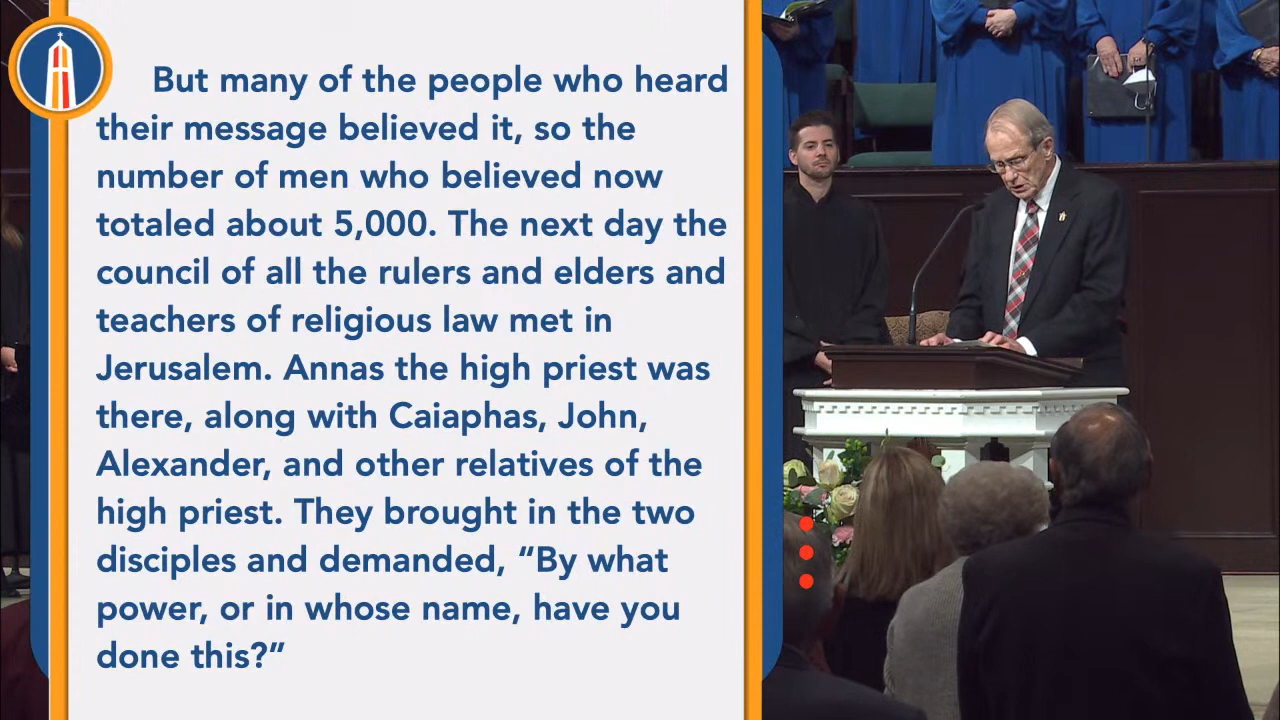 But many of the people who heard
their message believed it, so the
number of men who believed now
totaled about 5,000. The next day the
council of all the rulers and elders and
teachers of religious law met in
Jerusalem. Annas the high priest was
there, along with Caiaphas, John,
Alexander, and other relatives of the
high priest. They brought in the two
disciples and demanded, “By what
power, or in whose name, have you
done this?”